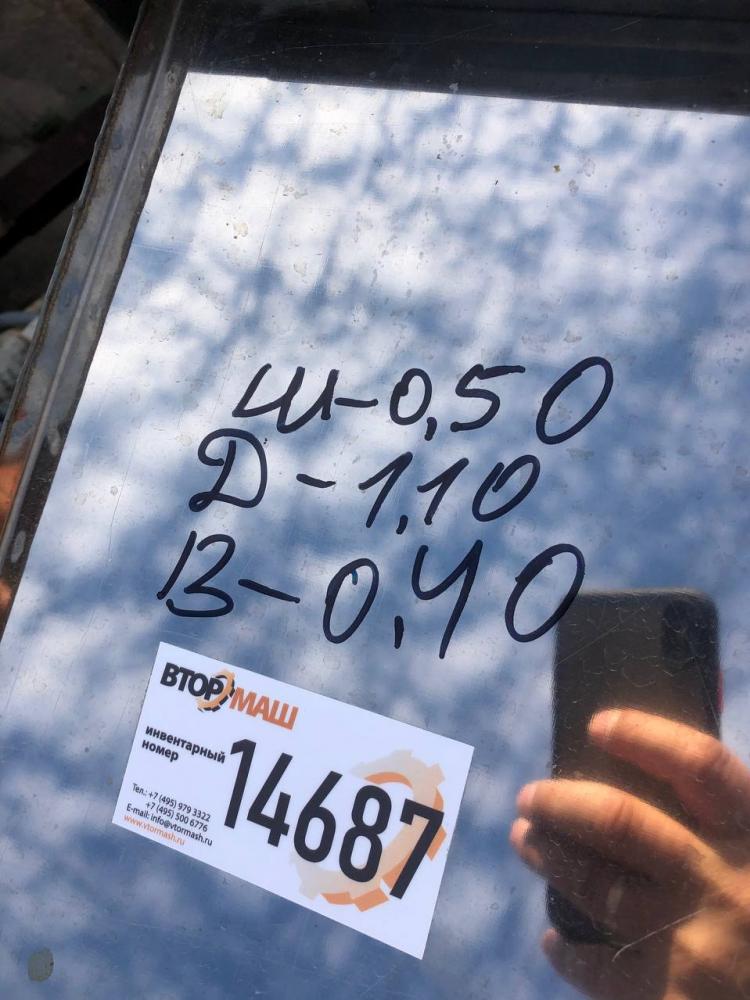 Ш-0,50
Д-1,10
В-0,40
ВТОРМАШ
инвентарный
номер
14687
Тел.: +7 (495) 979 3322
+7 (495) 500 6776
E-mail: info@vtormash.ru
www.vtormash.ru